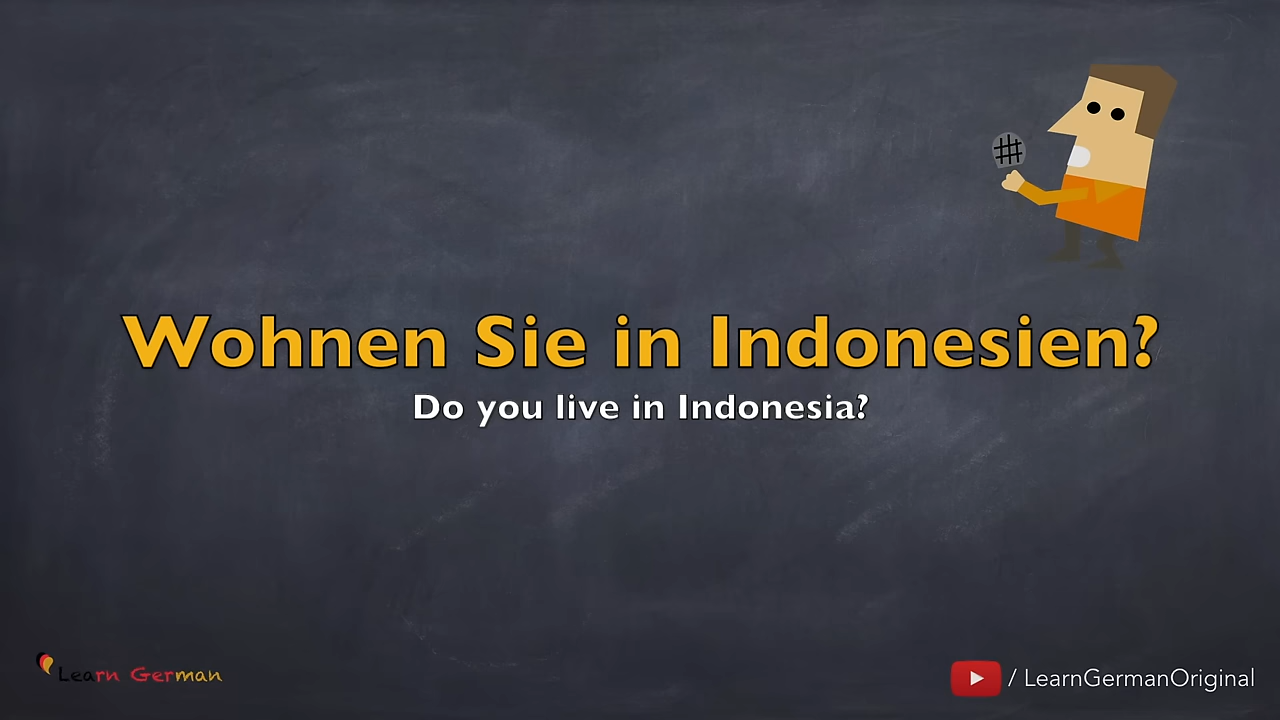 Wohnen Sie in Indonesien?
Do you live in Indonesia?
Learn German
/ LearnGermanOriginal